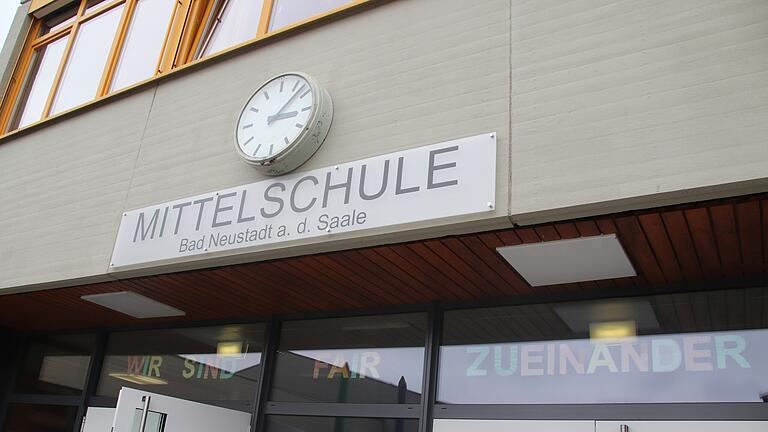 MITTELSCHULE
Bad Neustadt a. d. Saale
WIR SIND FAIR ZUEINANDER